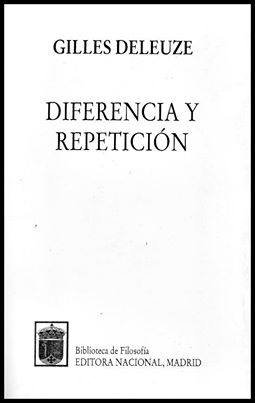 GILLES DELEUZE
DIFERENCIA Y
REPETICIÓN
Biblioteca de Filosofía
EDITORA NACIONAL, MADRID